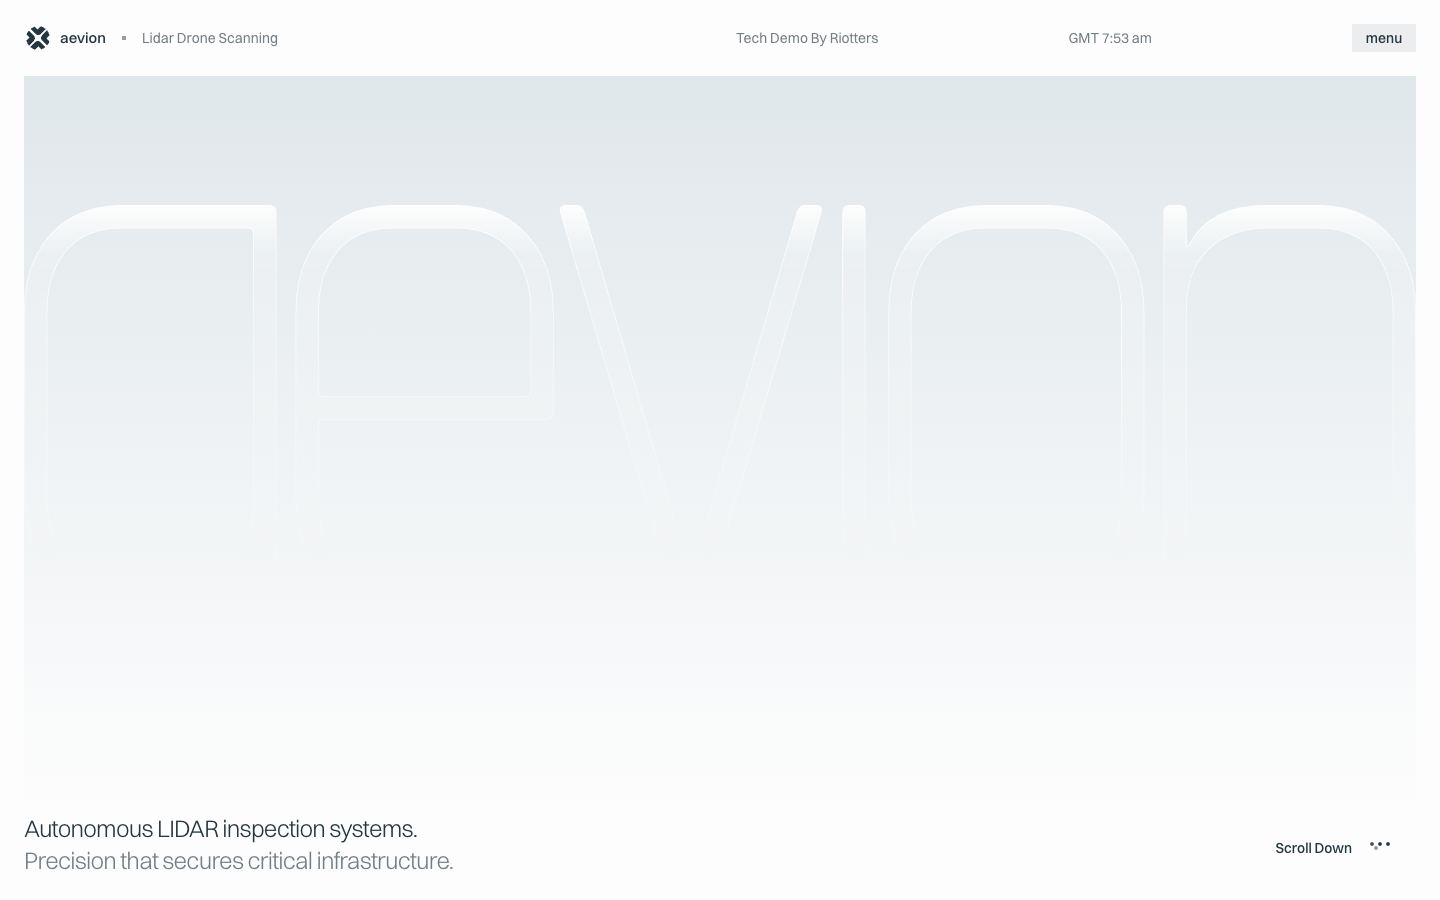 aevion
Lidar Drone Scanning
Tech Demo By Riotters
GMT 7:53 am
menu
aevion
Autonomous LIDAR inspection systems.
Precision that secures critical infrastructure.
Scroll Down